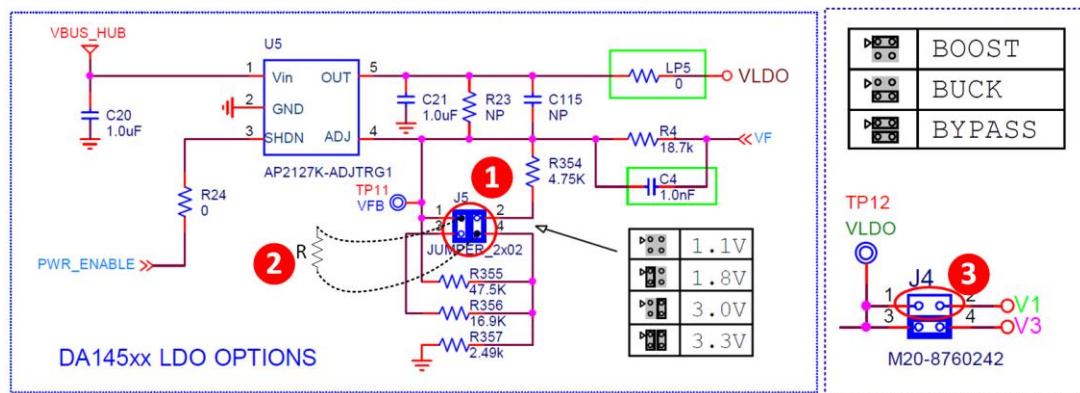 VBUS_HUB
U5
1
Vin
OUT
5
LP5
0
VLDO
2
GND
C21
1.0uF
R23
NP
C115
NP
C20
1.0uF
3
SHDN
ADJ
4
R4
18.7k
VF
AP2127K-ADJTRG1
R354
4.75K
C4
1.0nF
R24
0
TP11
VFB
1
J5
1
2
3
4
JUMPER_2x02
2
R
PWR_ENABLE
R355
47.5K
R356
16.9K
R357
2.49k
1.1V
1.8V
3.0V
3.3V
DA145xx LDO OPTIONS
BOOST
BUCK
BYPASS
TP12
VLDO
J4
3
1
2
V1
3
4
V3
M20-8760242